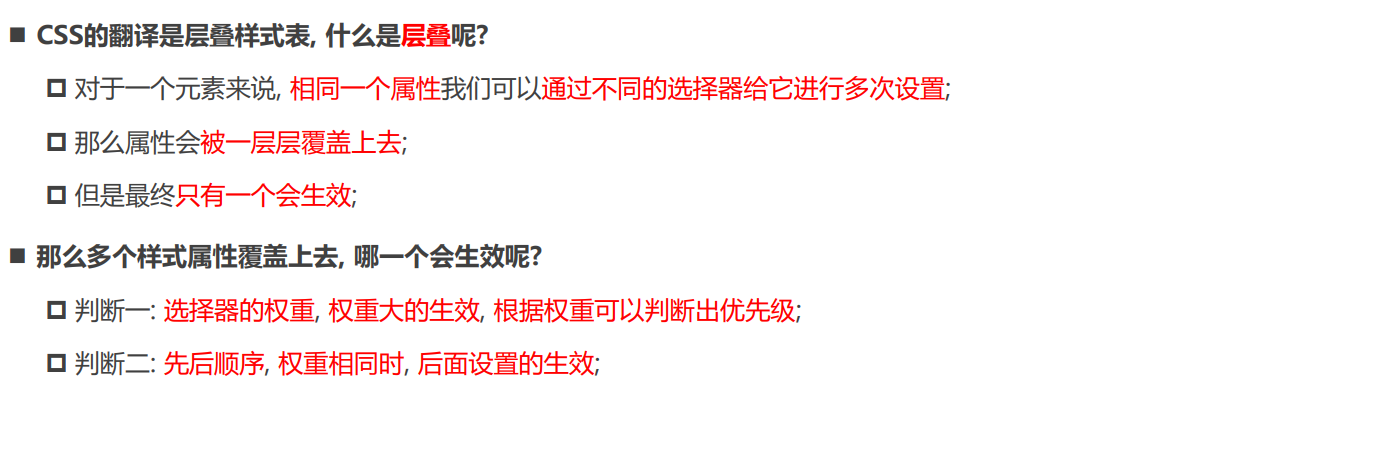 ■ CSS的翻译是层叠样式表, 什么是层叠呢?
◻ 对于一个元素来说, 相同一个属性我们可以通过不同的选择器给它进行多次设置;
◻ 那么属性会被一层层覆盖上去;
◻ 但是最终只有一个会生效;
■ 那么多个样式属性覆盖上去, 哪一个会生效呢?
◻ 判断一: 选择器的权重, 权重大的生效, 根据权重可以判断出优先级;
◻ 判断二: 先后顺序, 权重相同时, 后面设置的生效;